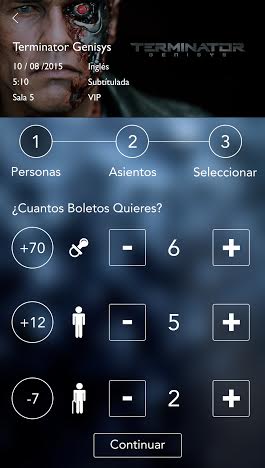 Terminator Genisys
TERMINATOR
GENISYS
10 / 08 /2015 Inglés
5:10 Subtitulada
Sala 5 VIP
1 2 3
Personas Asientos Seleccionar
¿Cuantos Boletos Quieres?
+70 - 6 +
+12 - 5 +
-7 - 2 +
Continuar